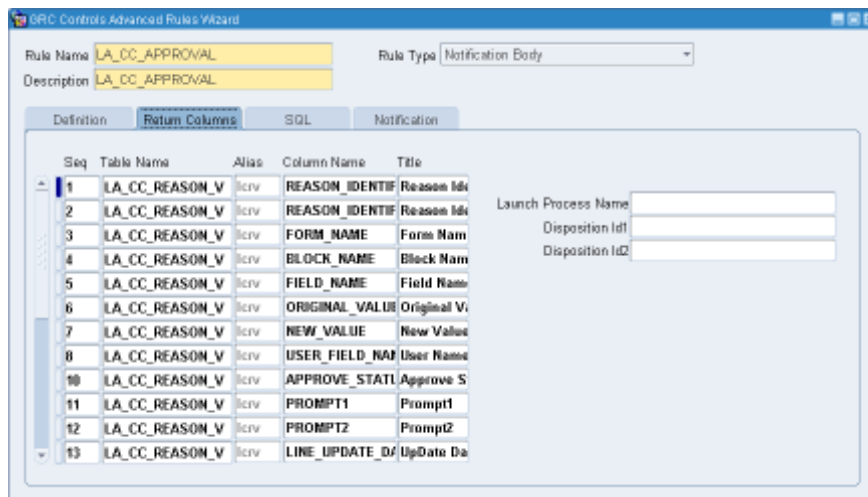 GRC Controls Advanced Rules Wizard
Rule Name LA_CC_APPROVAL Rule Type Notification Body
Description LA_CC_APPROVAL
Definition Return Columns SQL Notification
Seq Table Name Alias Column Name Title
1 LA_CC_REASON_V lcrv REASON_IDENTIF Reason Ide
2 LA_CC_REASON_V lcrv REASON_IDENTIF Reason Ide
3 LA_CC_REASON_V lcrv FORM_NAME Form Nam
4 LA_CC_REASON_V lcrv BLOCK_NAME Block Nam
5 LA_CC_REASON_V lcrv FIELD_NAME Field Nam
6 LA_CC_REASON_V lcrv ORIGINAL_VALUE Original Va
7 LA_CC_REASON_V lcrv NEW_VALUE New Value
8 LA_CC_REASON_V lcrv USER_FIELD_NAM User Name
10 LA_CC_REASON_V lcrv APPROVE_STATU Approve S
11 LA_CC_REASON_V lcrv PROMPT1 Prompt1
12 LA_CC_REASON_V lcrv PROMPT2 Prompt2
13 LA_CC_REASON_V lcrv LINE_UPDATE_DA UpDate Da
Launch Process Name
Disposition Id1
Disposition Id2